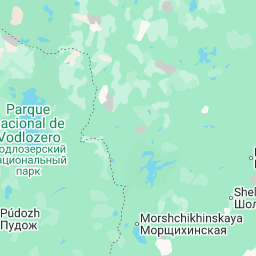 Parque
Nacional de
Vodlozero
Водлозерский
национальный
парк
Shel
Шол
Púdozh
Пудож
Morshchikhinskaya
Морщихинская